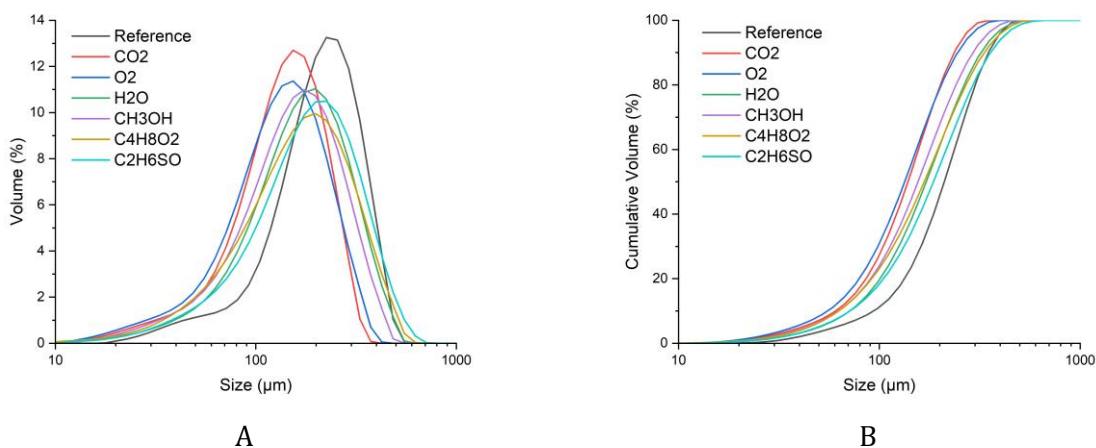 14
12
10
8
6
4
2
0
Volume (%)
Reference
CO2
O2
H2O
CH3OH
C4H8O2
C2H6SO
10
100
1000
Size (µm)
A
100
80
60
40
20
0
Cumulative Volume (%)
Reference
CO2
O2
H2O
CH3OH
C4H8O2
C2H6SO
10
100
1000
Size (µm)
B